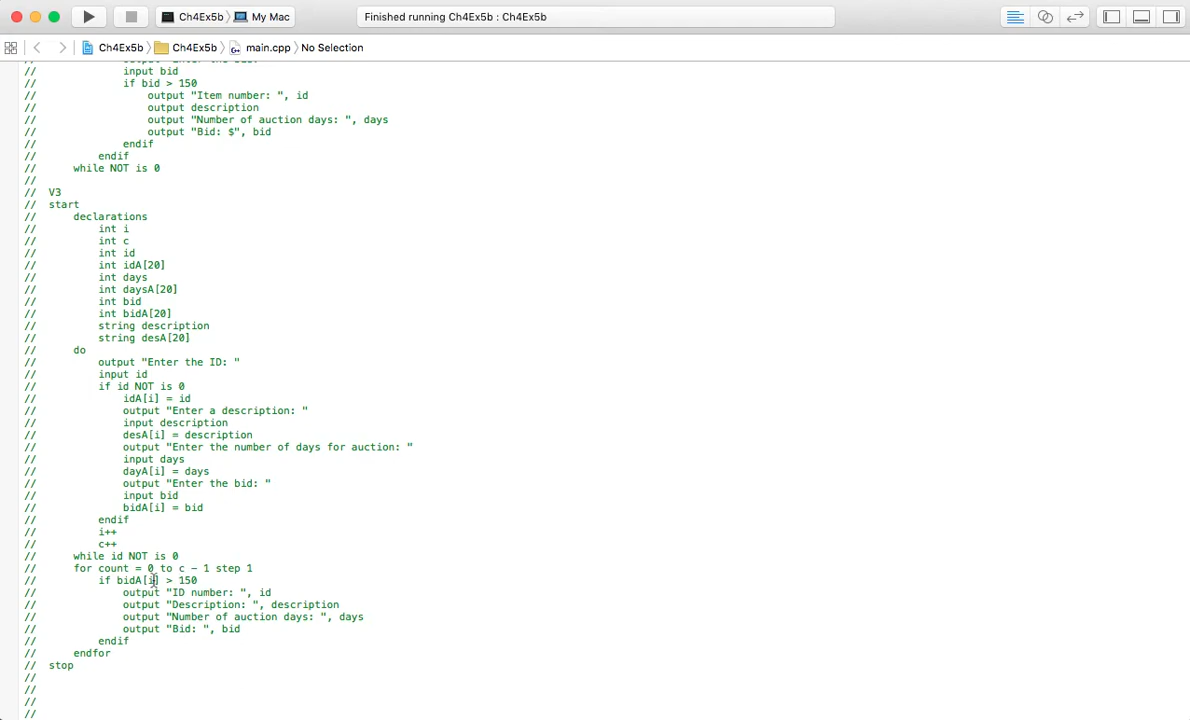 Ch4Ex5b 〉 My Mac
Finished running Ch4Ex5b : Ch4Ex5b
Ch4Ex5b 〉 Ch4Ex5b 〉 main.cpp 〉 No Selection
// input bid
// if bid > 150
// output "Item number: ", id
// output description
// output "Number of auction days: ", days
// output "Bid: $", bid
// endif
// endif
// while NOT is 0
//
// V3
// start
// declarations
// int i
// int c
// int id
// int idA[20]
// int days
// int daysA[20]
// int bid
// int bidA[20]
// string description
// string desA[20]
// do
// output "Enter the ID: "
// input id
// if id NOT is 0
// idA[i] = id
// output "Enter a description: "
// input description
// desA[i] = description
// output "Enter the number of days for auction: "
// input days
// dayA[i] = days
// output "Enter the bid: "
// input bid
// bidA[i] = bid
// endif
// i++
// c++
// while id NOT is 0
// for count = 0 to c - 1 step 1
// if bidA[i] > 150
// output "ID number: ", id
// output "Description: ", description
// output "Number of auction days: ", days
// output "Bid: ", bid
// endif
// endfor
// stop
//
//
//
//